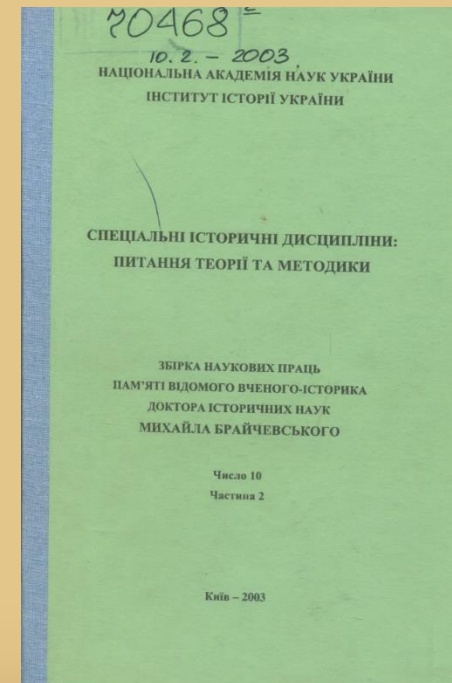 70468
10. 2. – 2003
НАЦІОНАЛЬНА АКАДЕМІЯ НАУК УКРАЇНИ
ІНСТИТУТ ІСТОРІЇ УКРАЇНИ
СПЕЦІАЛЬНІ ІСТОРИЧНІ ДИСЦИПЛІНИ:
ПИТАННЯ ТЕОРІЇ ТА МЕТОДИКИ
ЗБІРКА НАУКОВИХ ПРАЦЬ
ПАМ'ЯТІ ВІДОМОГО ВЧЕНОГО-ІСТОРИКА
ДОКТОРА ІСТОРИЧНИХ НАУК
МИХАЙЛА БРАЙЧЕВСЬКОГО
Число 10
Частина 2
Київ – 2003